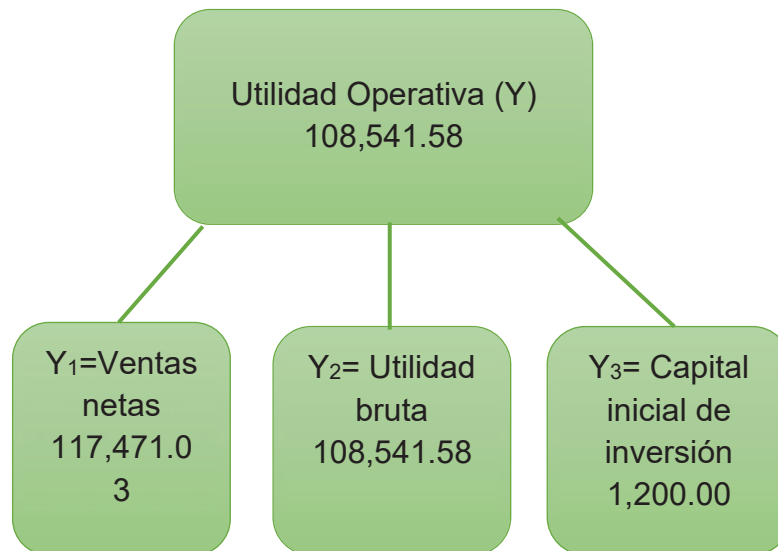 Utilidad Operativa (Y)
108,541.58
Y1=Ventas
netas
117,471.0
3
Y2= Utilidad
bruta
108,541.58
Y3= Capital
inicial de
inversión
1,200.00